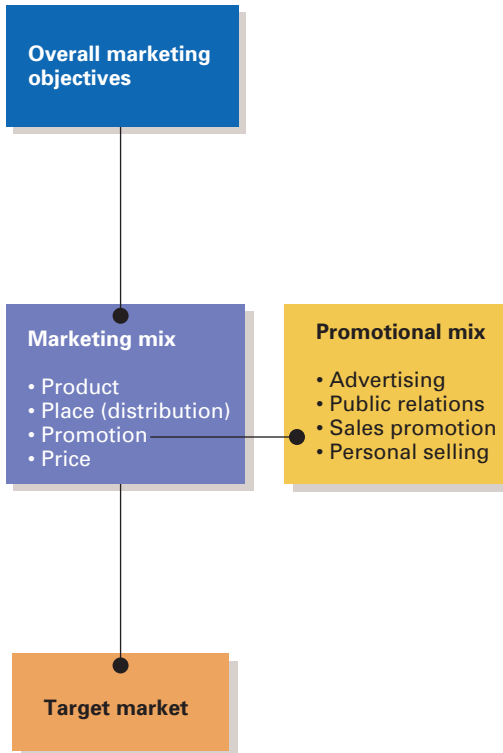 Overall marketing
objectives
Marketing mix
• Product
• Place (distribution)
• Promotion
• Price
Promotional mix
• Advertising
• Public relations
• Sales promotion
• Personal selling
Target market